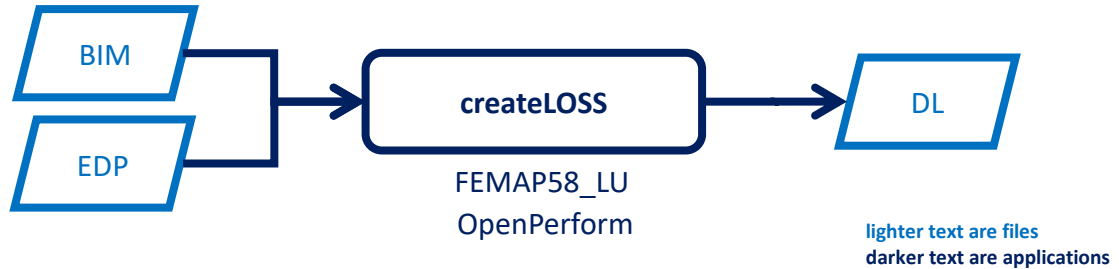 BIM
EDP
createLOSS
FEMAP58_LU
OpenPerform
DL
lighter text are files
darker text are applications